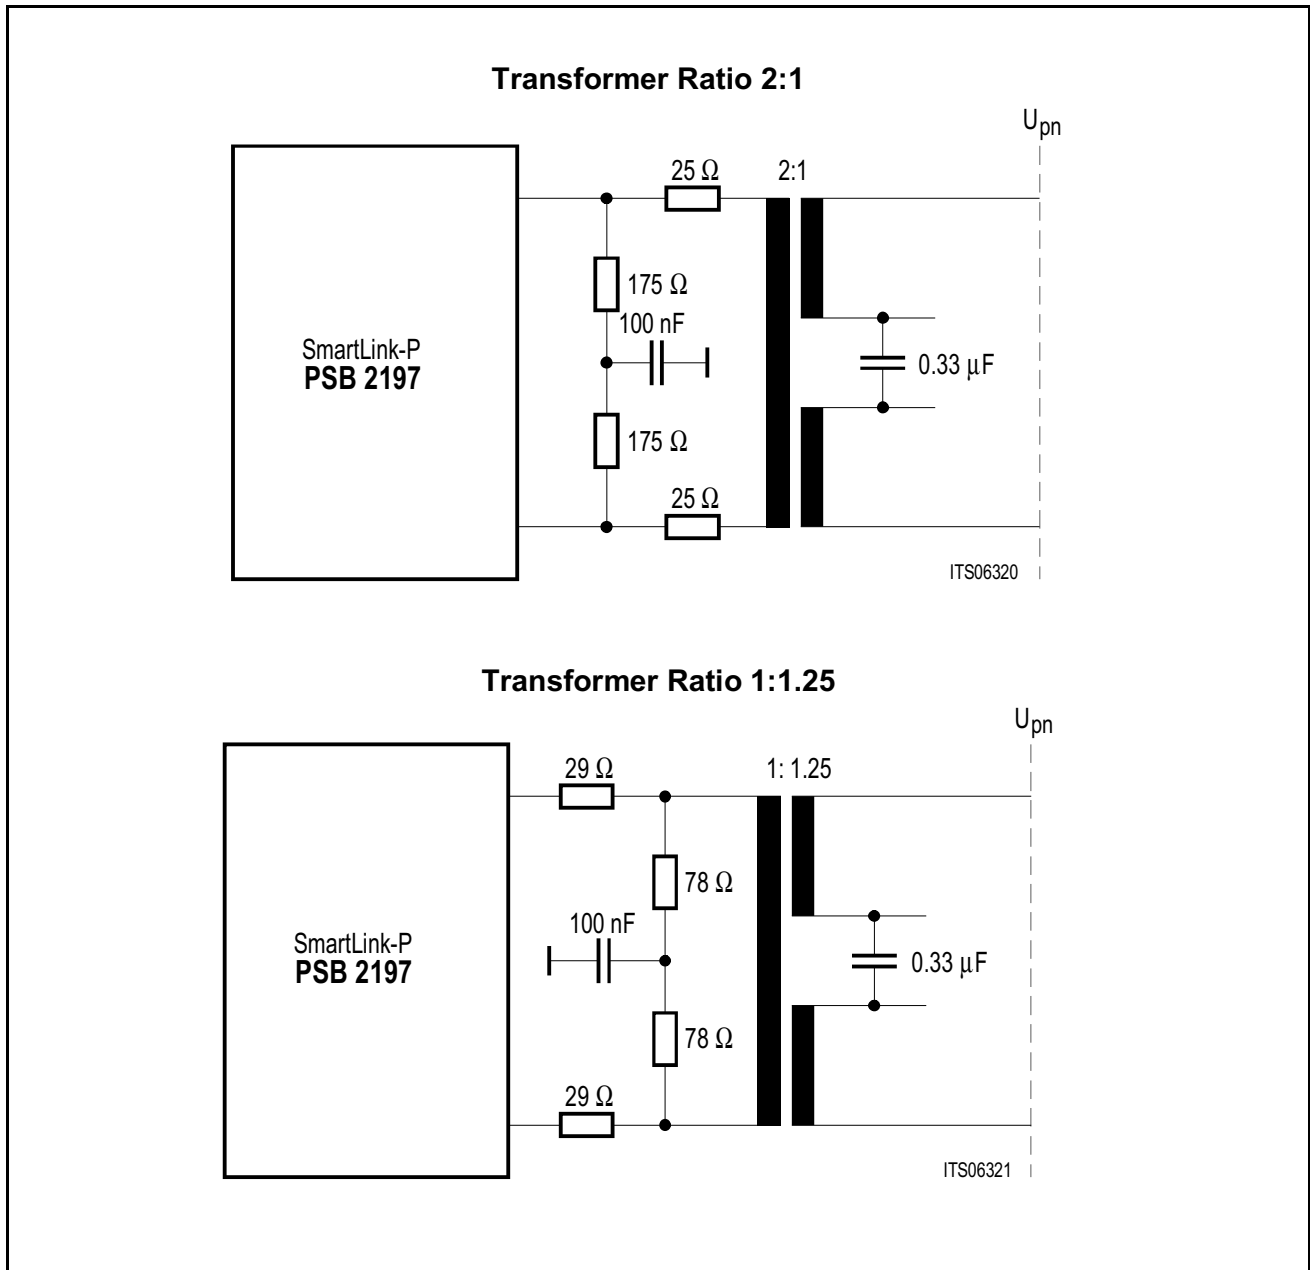 Transformer Ratio 2:1
Upn
25 Ω
2:1
175 Ω
100 nF
SmartLink-P
PSB 2197
0.33 μF
175 Ω
25 Ω
ITS06320
Transformer Ratio 1:1.25
Upn
29 Ω
1: 1.25
78 Ω
100 nF
SmartLink-P
PSB 2197
0.33 μF
78 Ω
29 Ω
ITS06321